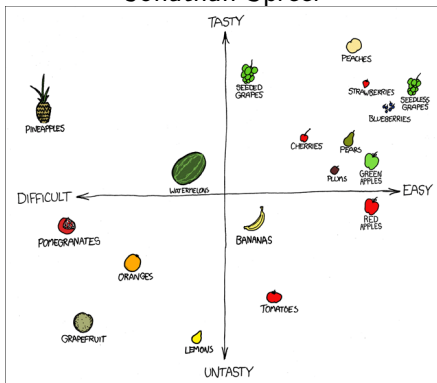 TASTY
PEACHES
SEEDED
GRAPES
STRAWBERRIES
SEEDLESS
GRAPES
BLUEBERRIES
PINEAPPLES
CHERRIES
PEARS
WATERMELONS
PLUMS
GREEN
APPLES
DIFFICULT
EASY
POMEGRANATES
BANANAS
RED
APPLES
ORANGES
TOMATOES
GRAPEFRUIT
LEMONS
UNTASTY